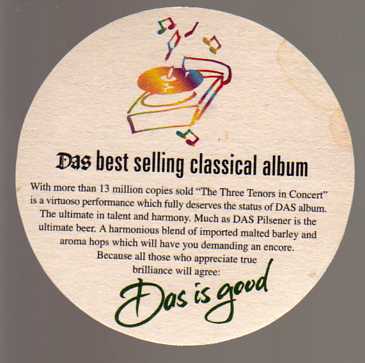 Das best selling classical album
With more than 13 million copies sold "The Three Tenors in Concert"
is a virtuoso performance which fully deserves the status of DAS album.
The ultimate in talent and harmony. Much as DAS Pilsener is the
ultimate beer. A harmonious blend of imported malted barley and
aroma hops which will have you demanding an encore.
Because all those who appreciate true
brilliance will agree:
Das is good